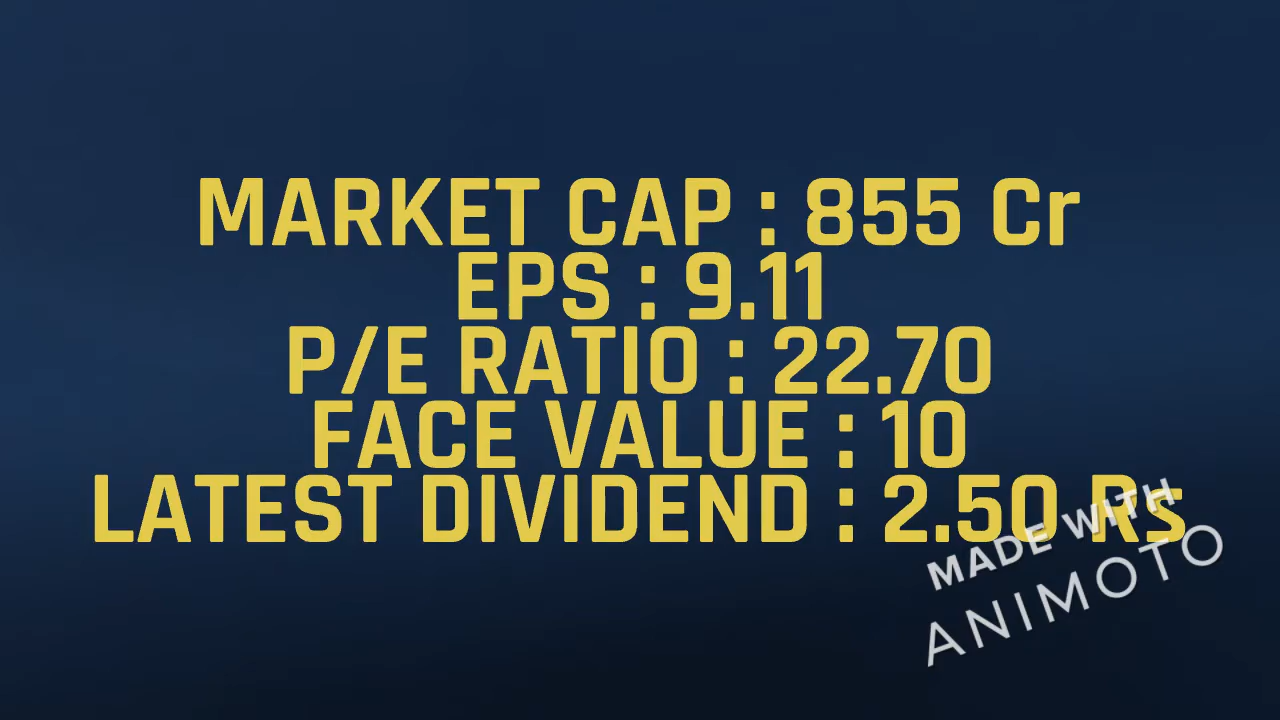 MARKET CAP : 855 Cr
EPS : 9.11
P/E RATIO : 22.70
FACE VALUE : 10
LATEST DIVIDEND : 2.50 Rs
MADE WITH
ANIMOTO